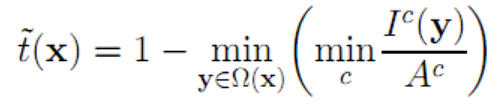 t̃(x) = 1 − min_{y∈Ω(x)} ( min_c I^c(y) / A^c )